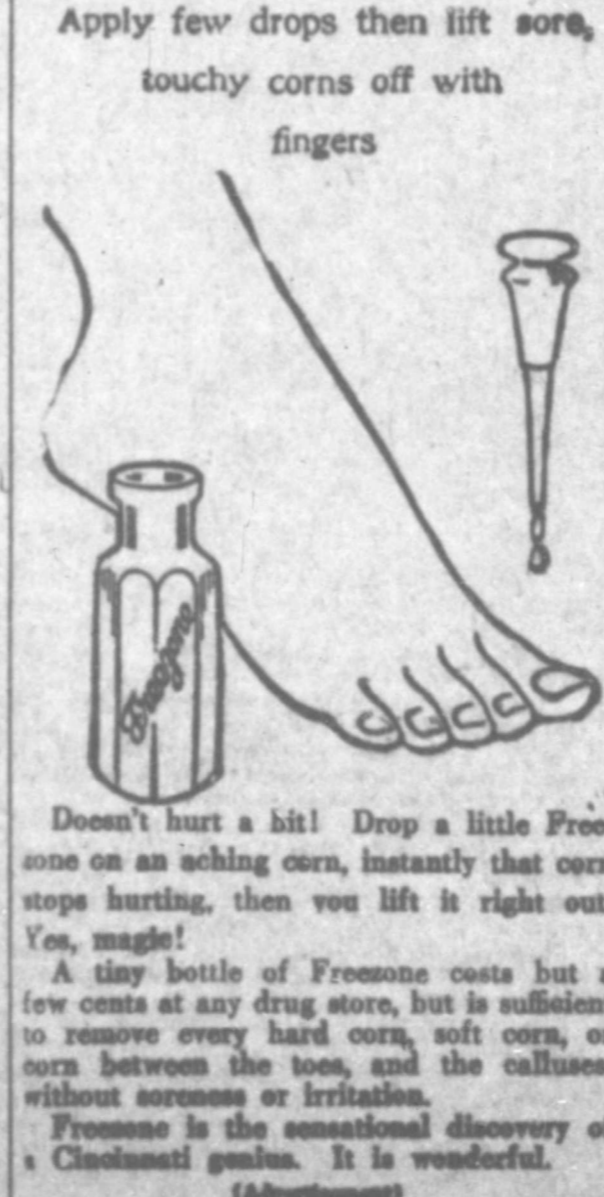 Apply few drops then lift sore,
touchy corns off with
fingers
Freezone
Doesn't hurt a bit! Drop a little Free
zone on an aching corn, instantly that corn
stops hurting, then you lift it right out
Yes, magic!
A tiny bottle of Freezone costs but a
few cents at any drug store, but is sufficient
to remove every hard corn, soft corn, or
corn between the toes, and the calluses,
without soreness or irritation.
Freezone is the sensational discovery of
a Cincinnati genius. It is wonderful.
(Advertisement)